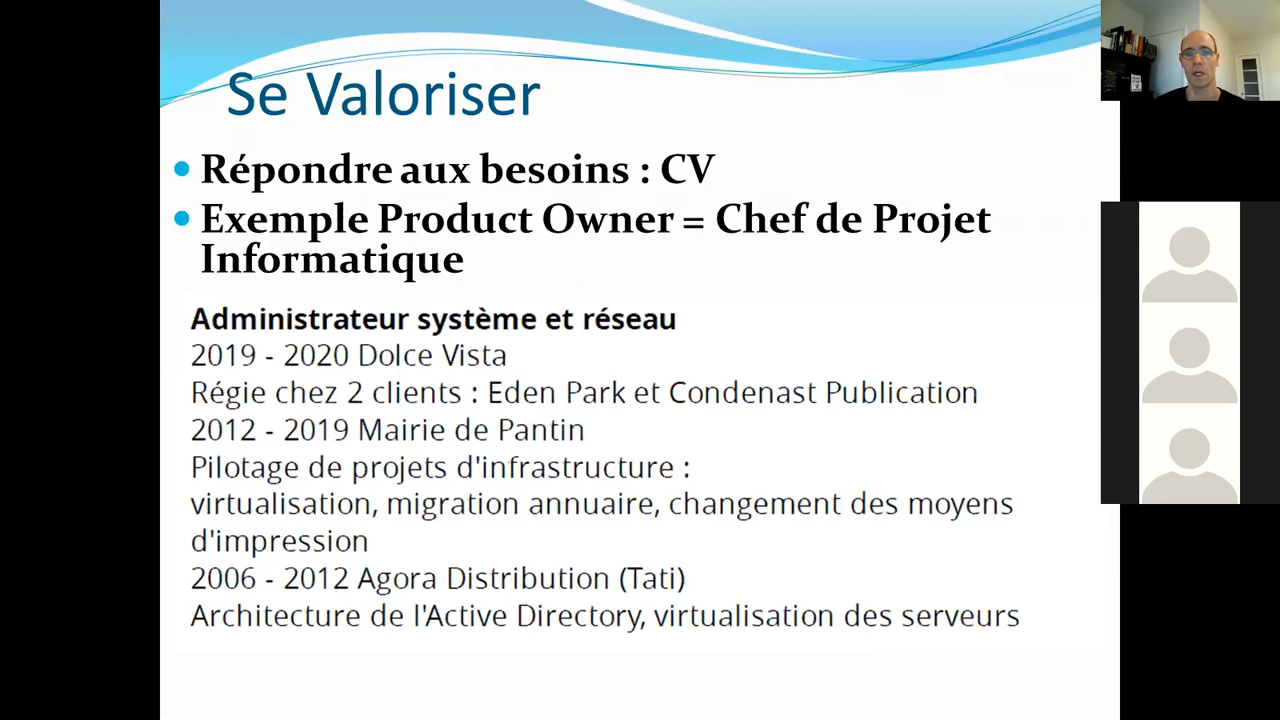 Se Valoriser
Répondre aux besoins : CV
Exemple Product Owner = Chef de Projet
Informatique
Administrateur système et réseau
2019 - 2020 Dolce Vista
Régie chez 2 clients : Eden Park et Condenast Publication
2012 - 2019 Mairie de Pantin
Pilotage de projets d'infrastructure :
virtualisation, migration annuaire, changement des moyens
d'impression
2006 - 2012 Agora Distribution (Tati)
Architecture de l'Active Directory, virtualisation des serveurs